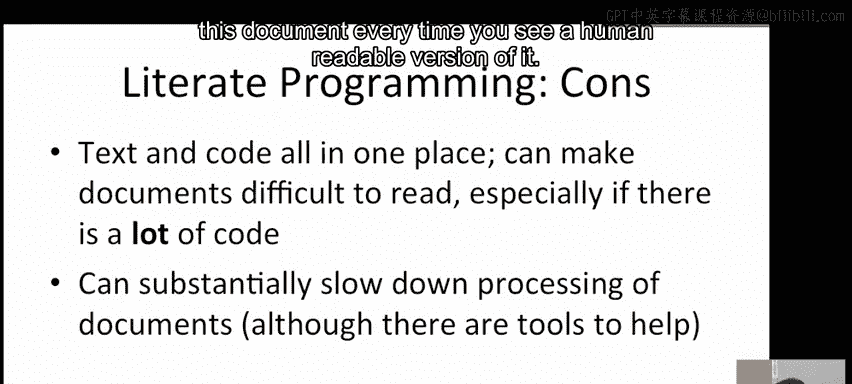 GPT中英字幕课程资源@bilibili.com
this document every time you see a human
readable version of it.
Literate Programming: Cons
• Text and code all in one place; can make
documents difficult to read, especially if there
is a lot of code
• Can substantially slow down processing of
documents (although there are tools to help)